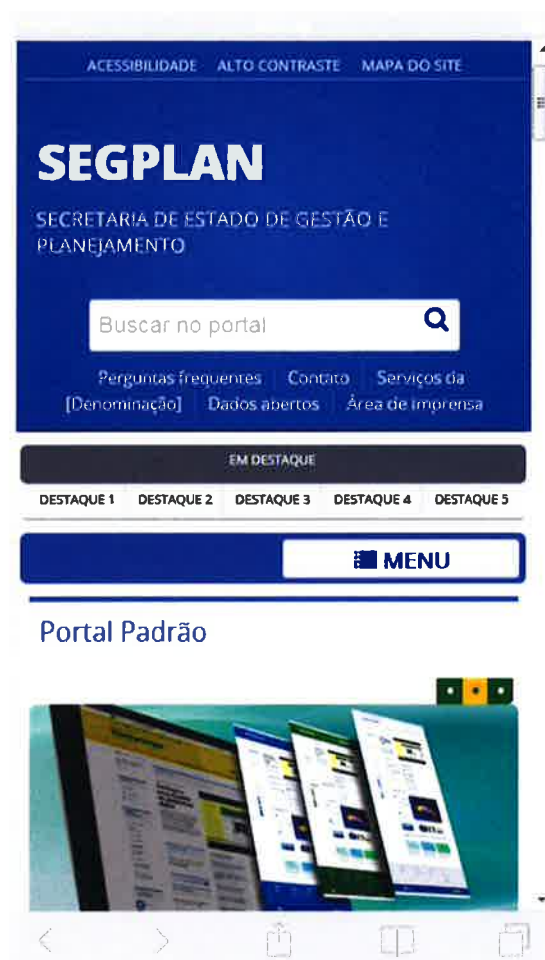 ACESSIBILIDADE ALTO CONTRASTE MAPA DO SITE
SEGPLAN
SECRETARIA DE ESTADO DE GESTÃO E
PLANEJAMENTO
Buscar no portal
Perguntas frequentes Contato Serviços da
[Denominação] Dados abertos Área de imprensa
EM DESTAQUE
DESTAQUE 1 DESTAQUE 2 DESTAQUE 3 DESTAQUE 4 DESTAQUE 5
MENU
Portal Padrão